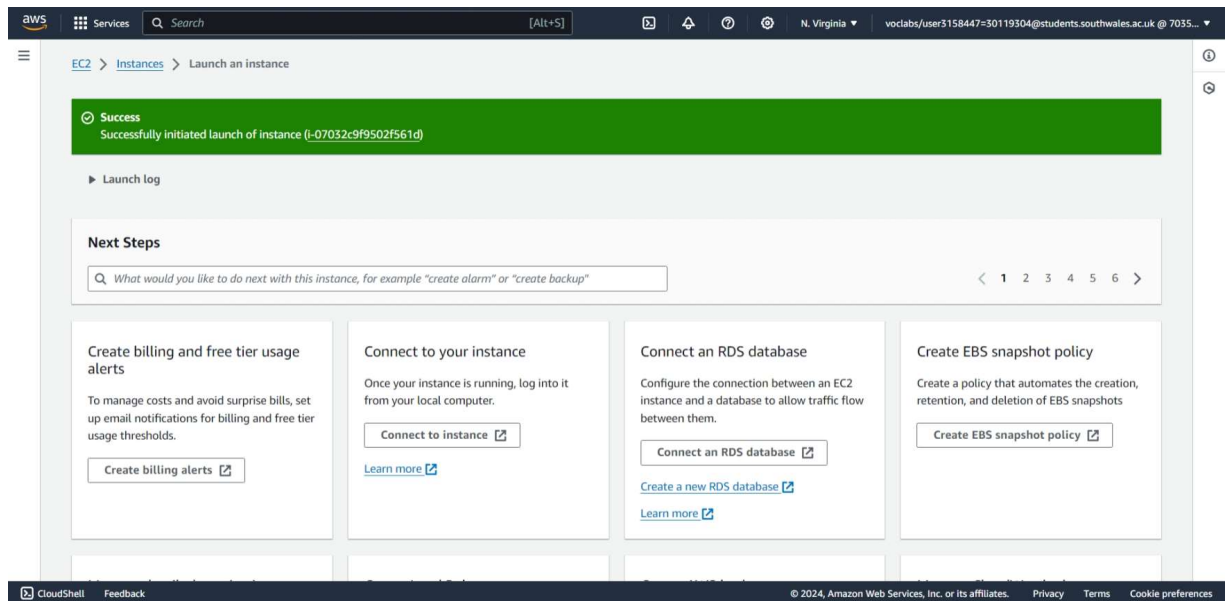 aws
Services
Search
[Alt+S]
N. Virginia
voclabs/user3158447=30119304@students.southwales.ac.uk @ 7035...
EC2 > Instances > Launch an instance
Success
Successfully initiated launch of instance (i-07032c9f9502f561d)
Launch log
Next Steps
What would you like to do next with this instance, for example "create alarm" or "create backup"
< 1 2 3 4 5 6 >
Create billing and free tier usage
alerts
To manage costs and avoid surprise bills, set
up email notifications for billing and free tier
usage thresholds.
Create billing alerts
Connect to your instance
Once your instance is running, log into it
from your local computer.
Connect to instance
Learn more
Connect an RDS database
Configure the connection between an EC2
instance and a database to allow traffic flow
between them.
Connect an RDS database
Create a new RDS database
Learn more
Create EBS snapshot policy
Create a policy that automates the creation,
retention, and deletion of EBS snapshots
Create EBS snapshot policy
CloudShell
Feedback
© 2024, Amazon Web Services, Inc. or its affiliates.
Privacy
Terms
Cookie preferences